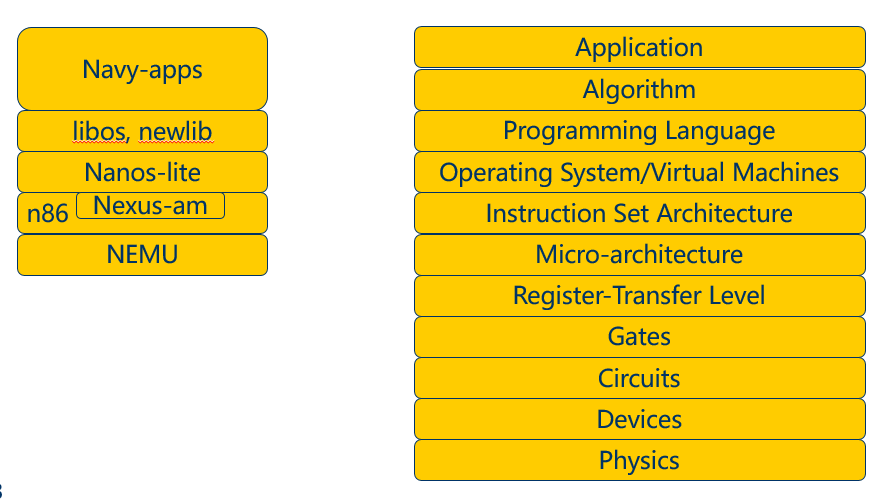 Navy-apps
libos, newlib
Nanos-lite
n86
Nexus-am
NEMU
Application
Algorithm
Programming Language
Operating System/Virtual Machines
Instruction Set Architecture
Micro-architecture
Register-Transfer Level
Gates
Circuits
Devices
Physics